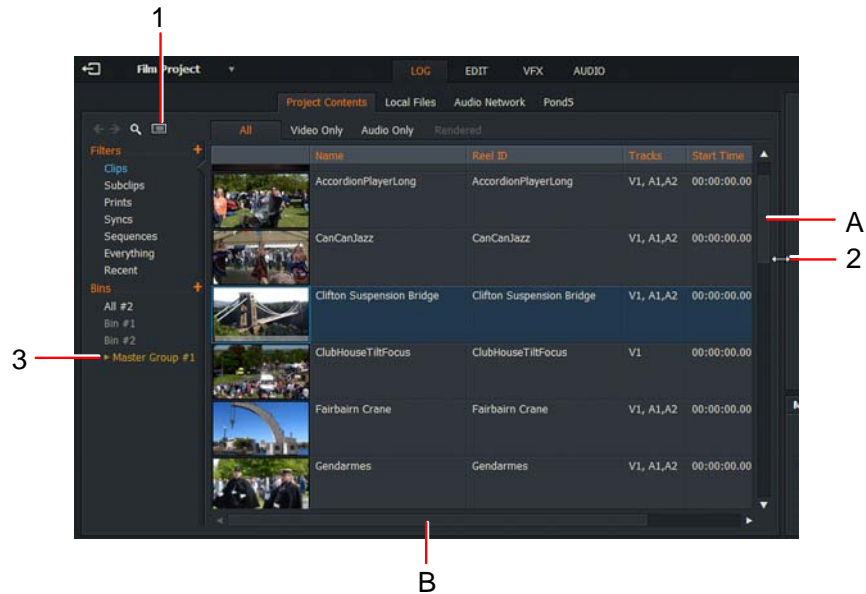 1
Film Project
LOG EDIT VFX AUDIO
Project Contents Local Files Audio Network Pond5
All Video Only Audio Only Rendered
Filters +
Clips
Subclips
Prints
Syncs
Sequences
Everything
Recent
Bins +
All #2
Bin #1
Bin #2
Master Group #1
Name Reel ID Tracks Start Time
AccordionPlayerLong AccordionPlayerLong V1, A1,A2 00:00:00.00
CanCanJazz CanCanJazz V1, A1,A2 00:00:00.00
Clifton Suspension Bridge Clifton Suspension Bridge V1, A1,A2 00:00:00.00
ClubHouseTiltFocus ClubHouseTiltFocus V1 00:00:00.00
Fairbairn Crane Fairbairn Crane V1, A1,A2 00:00:00.00
Gendarmes Gendarmes V1, A1,A2 00:00:00.00
A
2
3
M
B